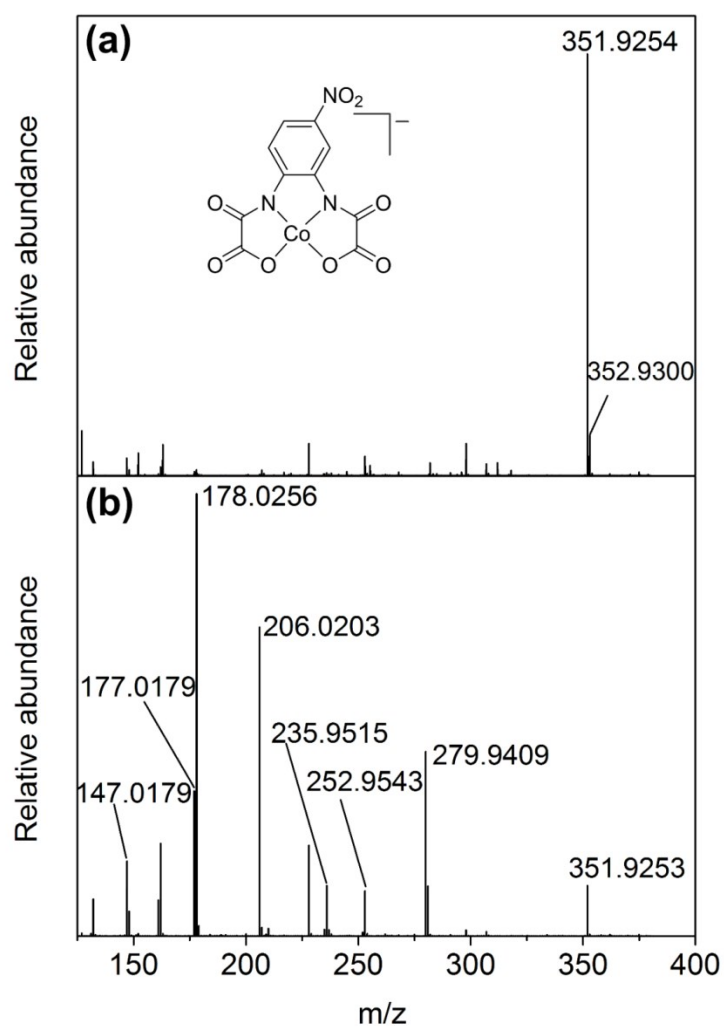 (a)
351.9254
NO2
O N N O
Co
O O O O
352.9300
Relative abundance
(b)
178.0256
206.0203
177.0179
235.9515
279.9409
252.9543
147.0179
351.9253
Relative abundance
150 200 250 300 350 400
m/z